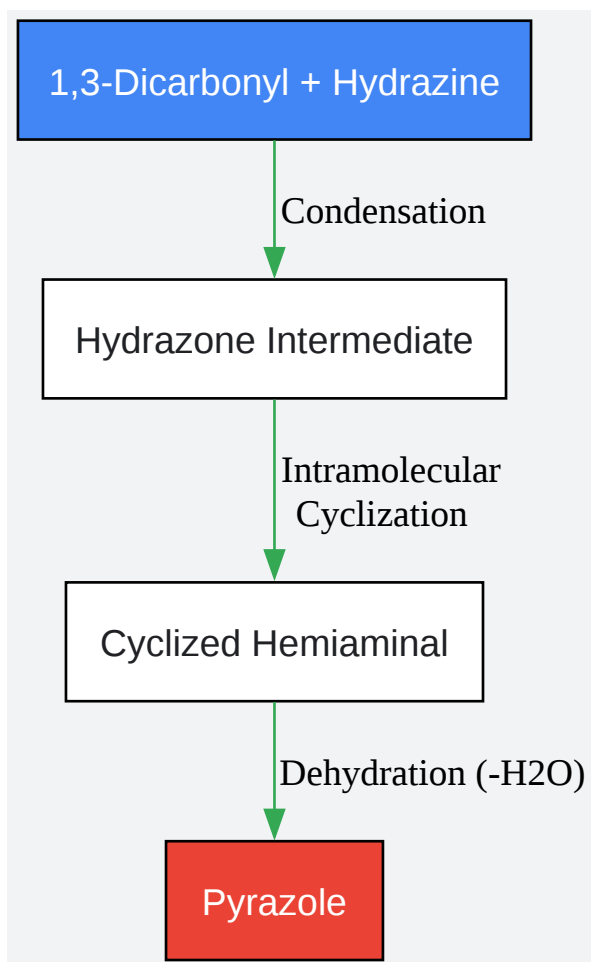 1,3-Dicarbonyl + Hydrazine
Condensation
Hydrazone Intermediate
Intramolecular
Cyclization
Cyclized Hemiaminal
Dehydration (-H2O)
Pyrazole